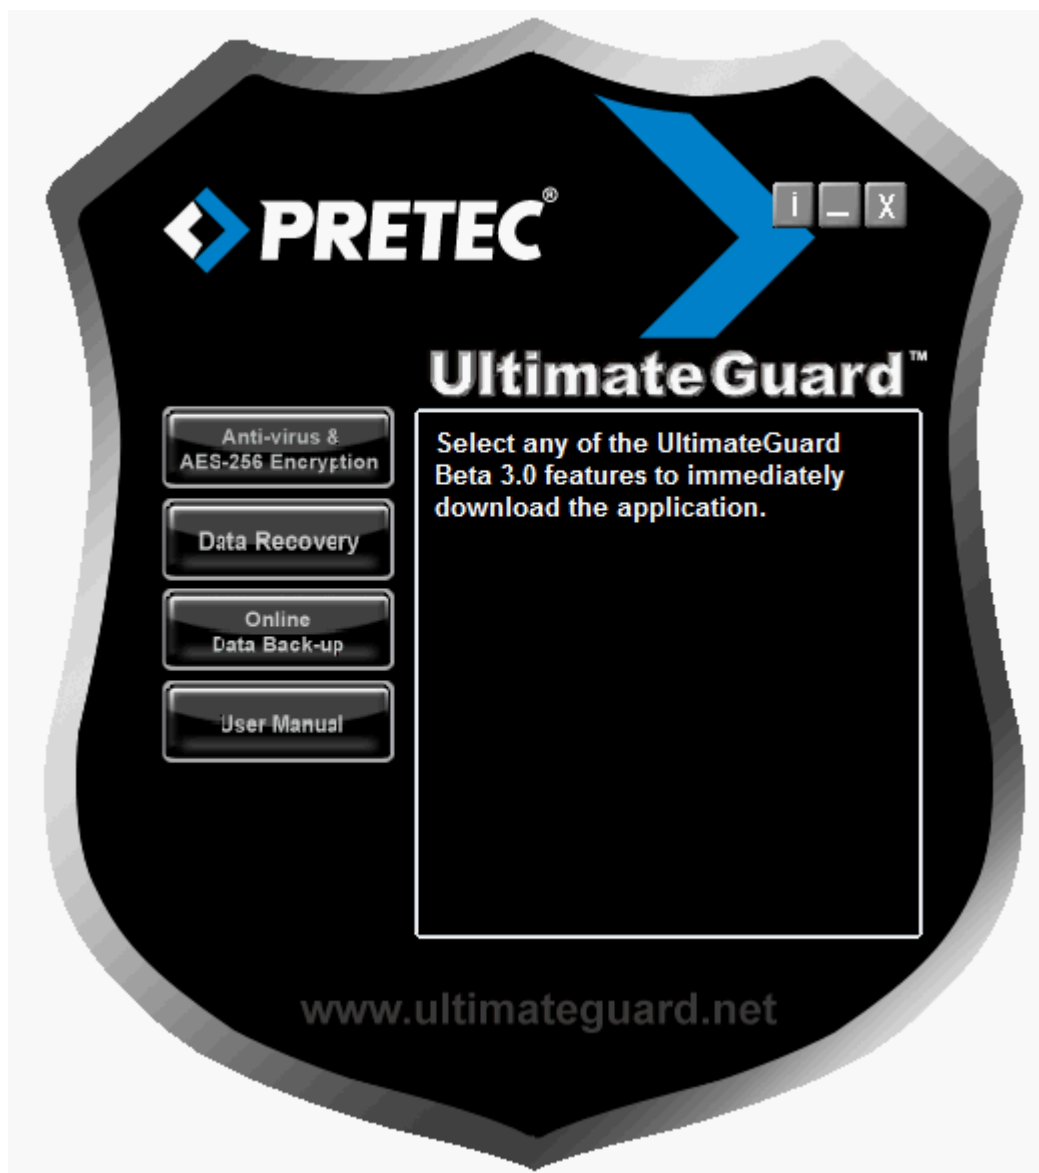 PRETEC®
i _ X
UltimateGuard™
Anti-virus &
AES-256 Encryption
Data Recovery
Online
Data Back-up
User Manual
Select any of the UltimateGuard
Beta 3.0 features to immediately
download the application.
www.ultimateguard.net